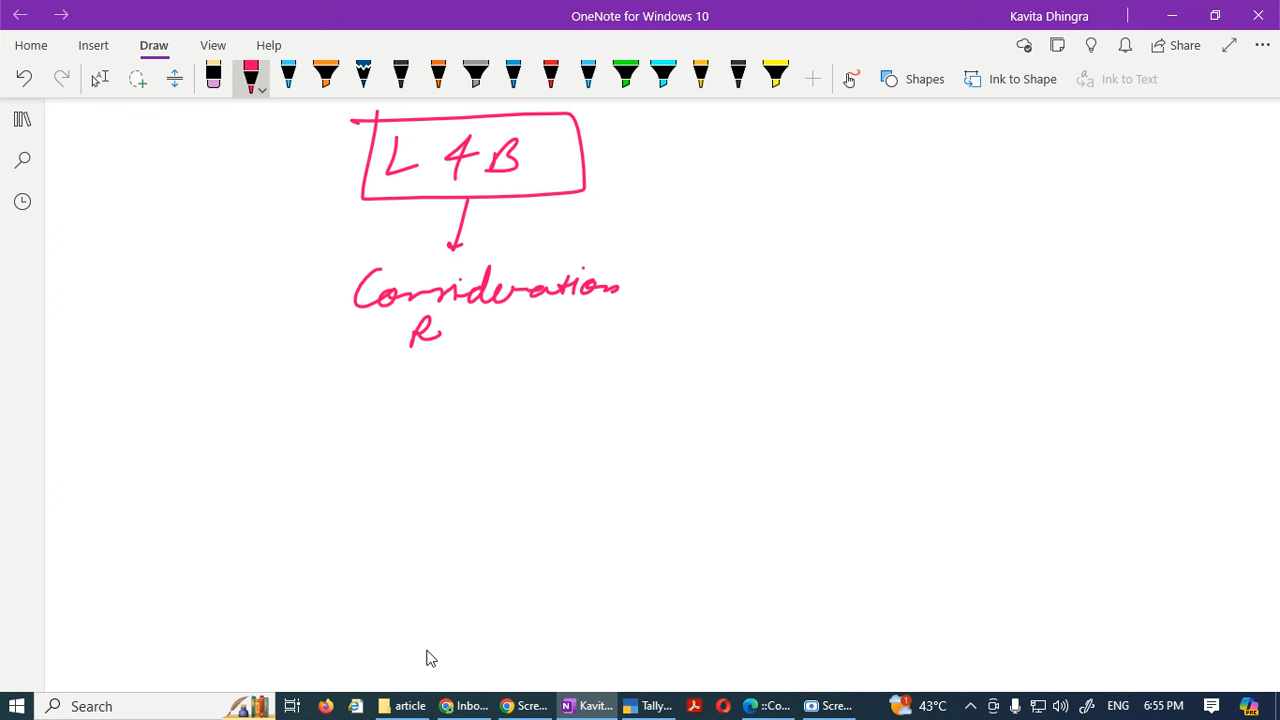 OneNote for Windows 10
Kavita Dhingra
Home Insert Draw View Help
Share
Shapes
Ink to Shape
Ink to Text
L & B
Consideration
R
Search
article
Inbo...
Scre...
Kavit...
Tally...
::Co...
Scre...
43°C
ENG
6:55 PM